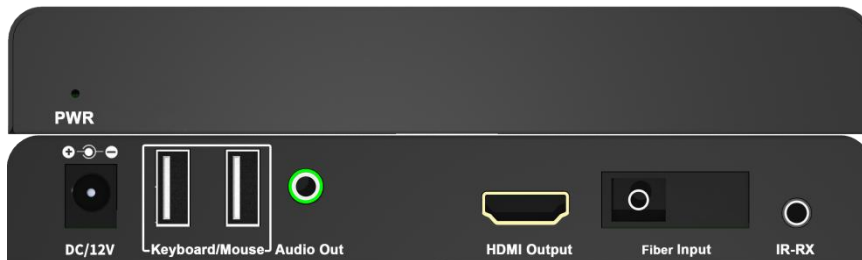 PWR
DC/12V
Keyboard/Mouse
Audio Out
HDMI Output
Fiber Input
IR-RX